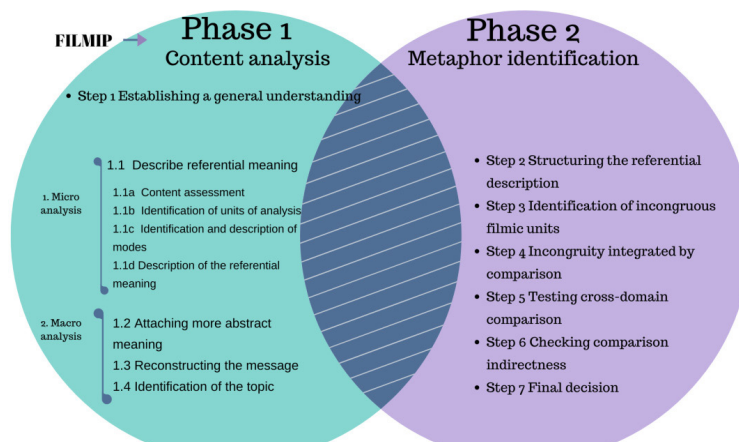 FILMIP
Phase 1
Content analysis
• Step 1 Establishing a general understanding
1. Micro
analysis
1.1 Describe referential meaning
1.1a Content assessment
1.1b Identification of units of analysis
1.1c Identification and description of
modes
1.1d Description of the referential
meaning
2. Macro
analysis
1.2 Attaching more abstract
meaning
1.3 Reconstructing the message
1.4 Identification of the topic
Phase 2
Metaphor identification
• Step 2 Structuring the referential
description
• Step 3 Identification of incongruous
filmic units
• Step 4 Incongruity integrated by
comparison
• Step 5 Testing cross-domain
comparison
• Step 6 Checking comparison
indirectness
• Step 7 Final decision